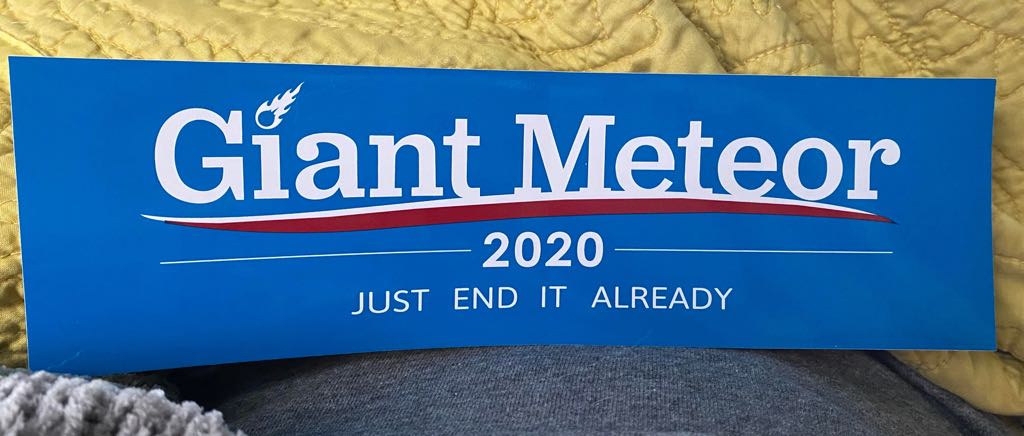 Giant Meteor
2020
JUST END IT ALREADY